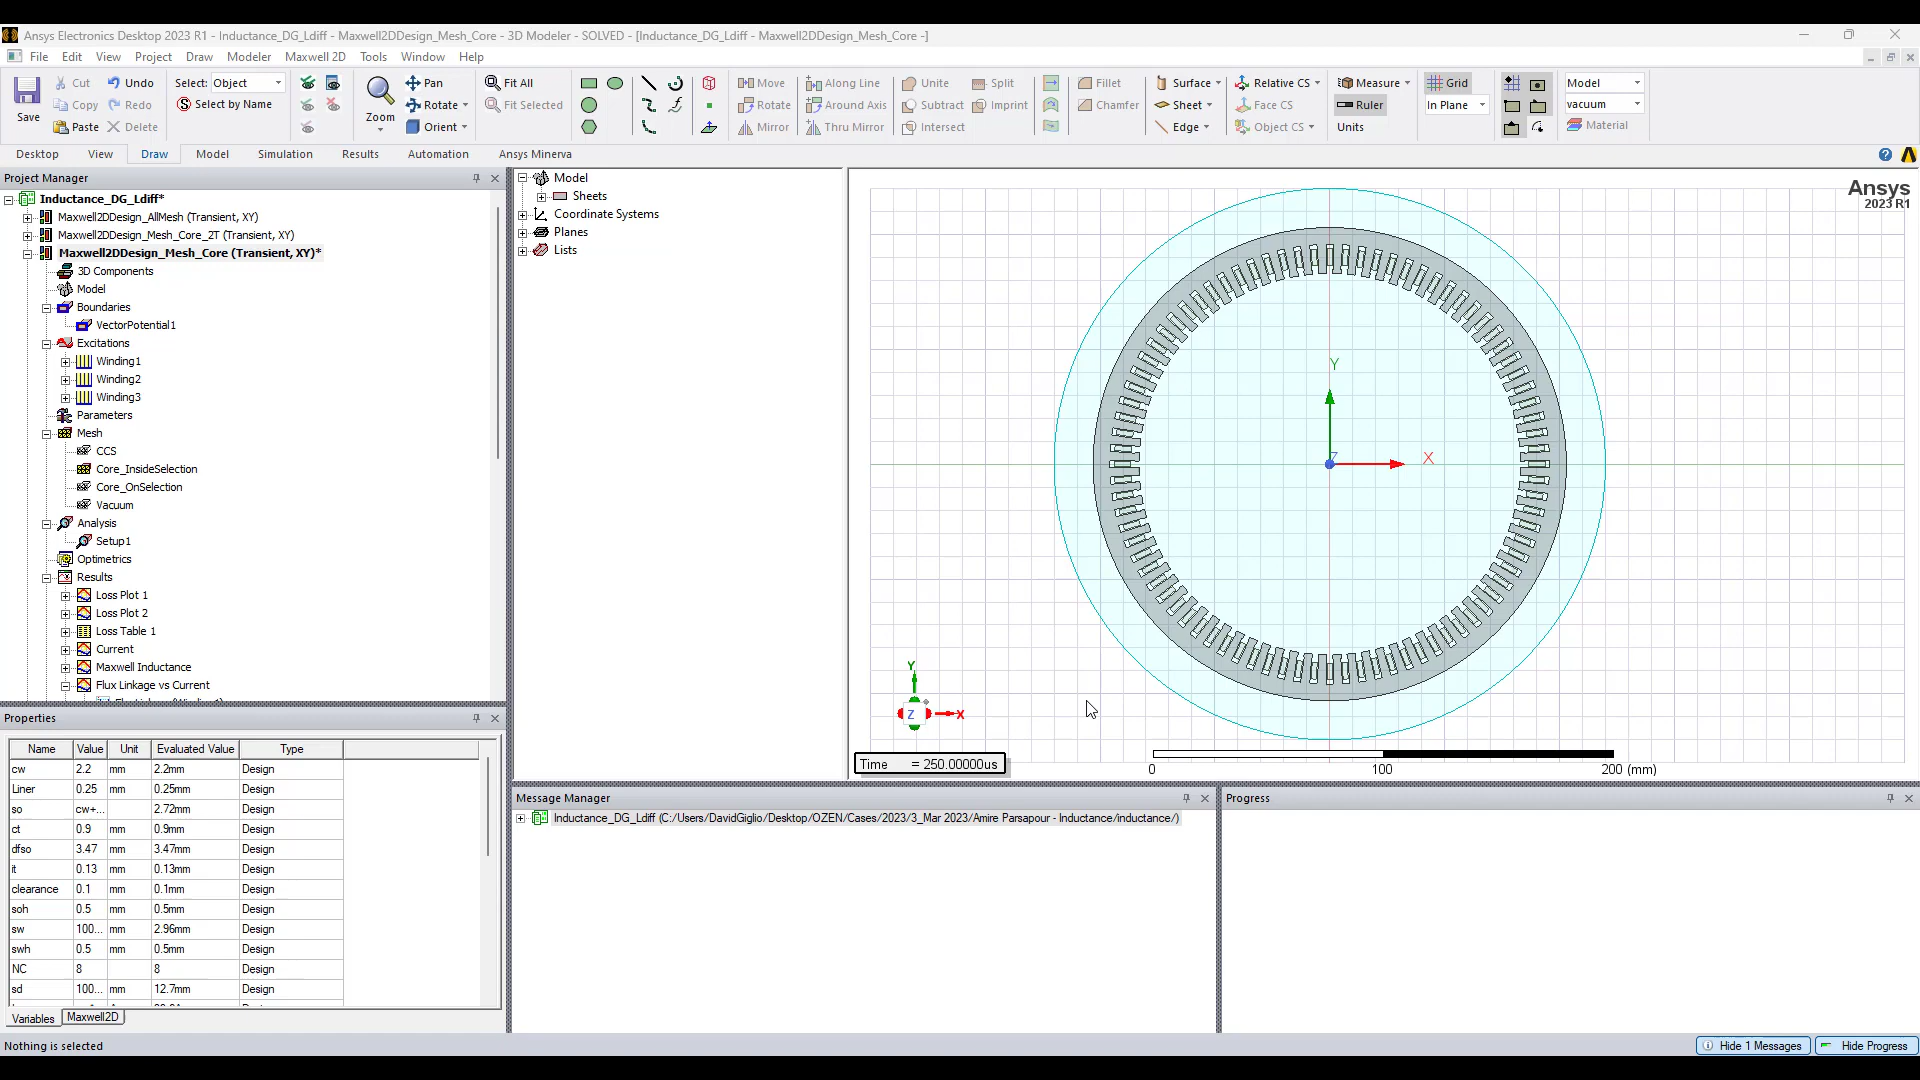 Ansys Electronics Desktop 2023 R1 - Inductance_DG_Ldiff - Maxwell2DDesign_Mesh_Core - 3D Modeler - SOLVED - [Inductance_DG_Ldiff - Maxwell2DDesign_Mesh_Core -]
File Edit View Project Draw Modeler Maxwell 2D Tools Window Help
Save
Cut
Copy
Paste
Undo
Redo
Delete
Select: Object
Select by Name
Zoom
Pan
Rotate
Orient
Fit All
Fit Selected
Move
Rotate
Mirror
Along Line
Around Axis
Thru Mirror
Unite
Subtract
Intersect
Split
Imprint
Fillet
Chamfer
Surface
Sheet
Edge
Relative CS
Face CS
Object CS
Measure
Ruler
Units
Grid
In Plane
Model
vacuum
Material
Desktop View Draw Model Simulation Results Automation Ansys Minerva
Project Manager
Inductance_DG_Ldiff*
Maxwell2DDesign_AllMesh (Transient, XY)
Maxwell2DDesign_Mesh_Core_2T (Transient, XY)
Maxwell2DDesign_Mesh_Core (Transient, XY)*
3D Components
Model
Boundaries
VectorPotential1
Excitations
Winding1
Winding2
Winding3
Parameters
Mesh
CCS
Core_InsideSelection
Core_OnSelection
Vacuum
Analysis
Setup1
Optimetrics
Results
Loss Plot 1
Loss Plot 2
Loss Table 1
Current
Maxwell Inductance
Flux Linkage vs Current
Properties
Name Value Unit Evaluated Value Type
cw 2.2 mm 2.2mm Design
Liner 0.25 mm 0.25mm Design
so cw+... 2.72mm Design
ct 0.9 mm 0.9mm Design
dfso 3.47 mm 3.47mm Design
it 0.13 mm 0.13mm Design
clearance 0.1 mm 0.1mm Design
soh 0.5 mm 0.5mm Design
sw 100... mm 2.96mm Design
swh 0.5 mm 0.5mm Design
NC 8 8 Design
sd 100... mm 12.7mm Design
Variables Maxwell2D
Nothing is selected
Model
Sheets
Coordinate Systems
Planes
Lists
Ansys
2023 R1
Y
X
Z
Y
Z X
Time = 250.00000us
0 100 200 (mm)
Message Manager
Inductance_DG_Ldiff (C:/Users/DavidGiglio/Desktop/OZEN/Cases/2023/3_Mar 2023/Amire Parsapour - Inductance/inductance/)
Progress
Hide 1 Messages Hide Progress